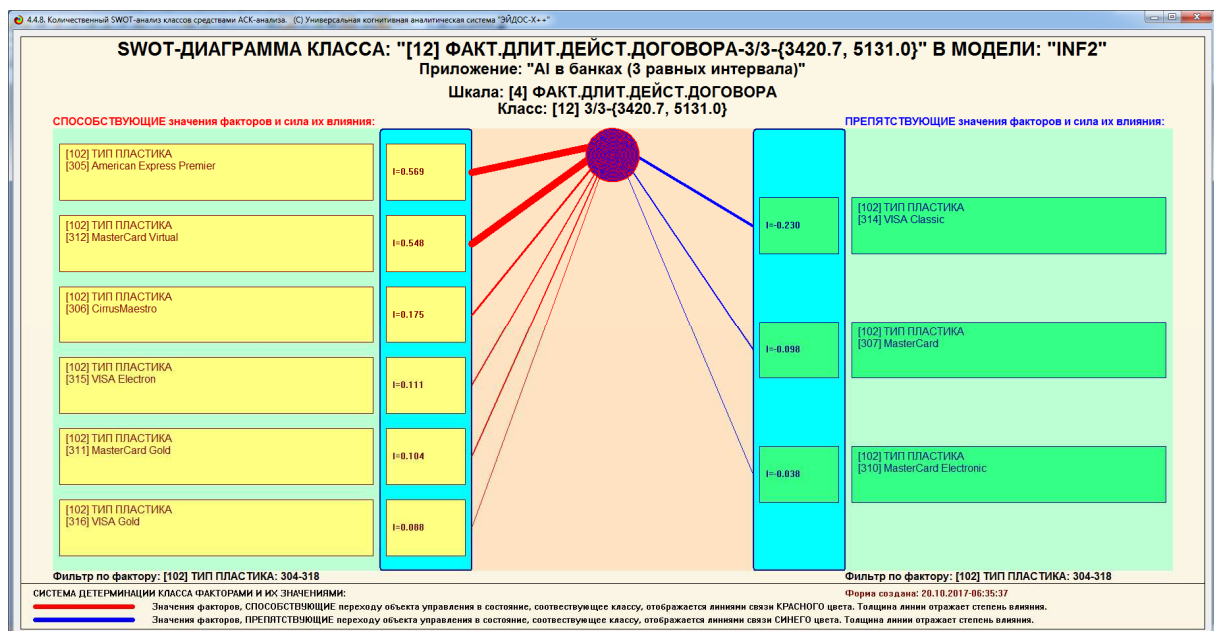 4.4.8. Количественный SWOT-анализ классов средствами АСК-анализа. (С) Универсальная когнитивная аналитическая система "ЭЙДОС-X++"
SWOT-ДИАГРАММА КЛАССА: "[12] ФАКТ.ДЛИТ.ДЕЙСТ.ДОГОВОРА-3/3-{3420.7, 5131.0}" В МОДЕЛИ: "INF2"
Приложение: "AI в банках (3 равных интервала)"
Шкала: [4] ФАКТ.ДЛИТ.ДЕЙСТ.ДОГОВОРА
Класс: [12] 3/3-{3420.7, 5131.0}
СПОСОБСТВУЮЩИЕ значения факторов и сила их влияния:
[102] ТИП ПЛАСТИКА
[305] American Express Premier
I=0.569
[102] ТИП ПЛАСТИКА
[312] MasterCard Virtual
I=0.548
[102] ТИП ПЛАСТИКА
[306] CirrusMaestro
I=0.175
[102] ТИП ПЛАСТИКА
[315] VISA Electron
I=0.111
[102] ТИП ПЛАСТИКА
[311] MasterCard Gold
I=0.104
[102] ТИП ПЛАСТИКА
[316] VISA Gold
I=0.088
Фильтр по фактору: [102] ТИП ПЛАСТИКА: 304-318
ПРЕПЯТСТВУЮЩИЕ значения факторов и сила их влияния:
I=-0.230
[102] ТИП ПЛАСТИКА
[314] VISA Classic
I=-0.098
[102] ТИП ПЛАСТИКА
[307] MasterCard
I=-0.038
[102] ТИП ПЛАСТИКА
[310] MasterCard Electronic
Фильтр по фактору: [102] ТИП ПЛАСТИКА: 304-318
СИСТЕМА ДЕТЕРМИНАЦИИ КЛАССА ФАКТОРАМИ И ИХ ЗНАЧЕНИЯМИ:
Форма создана: 20.10.2017-06:35:37
Значения факторов, СПОСОБСТВУЮЩИЕ переходу объекта управления в состояние, соотвествующее классу, отображается линиями связи КРАСНОГО цвета. Толщина линии отражает степень влияния.
Значения факторов, ПРЕПЯТСТВУЮЩИЕ переходу объекта управления в состояние, соотвествующее классу, отображается линиями связи СИНЕГО цвета. Толщина линии отражает степень влияния.